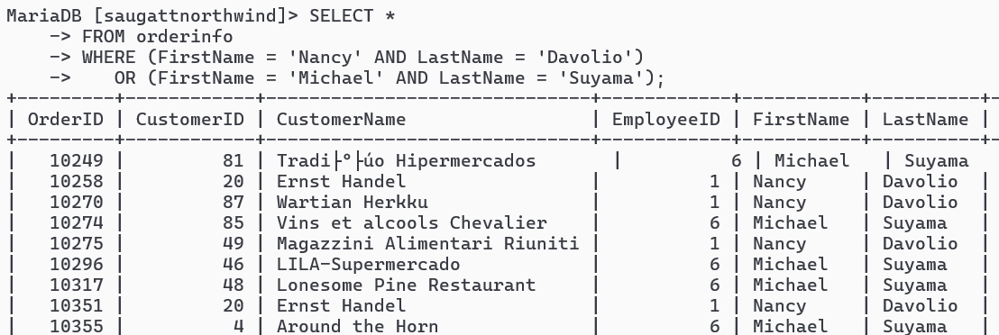 MariaDB [saugattnorthwind]> SELECT *
    -> FROM orderinfo
    -> WHERE (FirstName = 'Nancy' AND LastName = 'Davolio')
    ->    OR (FirstName = 'Michael' AND LastName = 'Suyama');
+---------+------------+------------------------------+------------+-----------+----------+-
| OrderID | CustomerID | CustomerName                 | EmployeeID | FirstName | LastName |
+---------+------------+------------------------------+------------+-----------+----------+-
|   10249 |         81 | Tradi├º├úo Hipermercados       |          6 | Michael   | Suyama
|   10258 |         20 | Ernst Handel                 |          1 | Nancy     | Davolio  |
|   10270 |         87 | Wartian Herkku               |          1 | Nancy     | Davolio  |
|   10274 |         85 | Vins et alcools Chevalier    |          6 | Michael   | Suyama   |
|   10275 |         49 | Magazzini Alimentari Riuniti |          1 | Nancy     | Davolio  |
|   10296 |         46 | LILA-Supermercado            |          6 | Michael   | Suyama   |
|   10317 |         48 | Lonesome Pine Restaurant     |          6 | Michael   | Suyama   |
|   10351 |         20 | Ernst Handel                 |          1 | Nancy     | Davolio  |
|   10355 |          4 | Around the Horn              |          6 | Michael   | Suyama   |